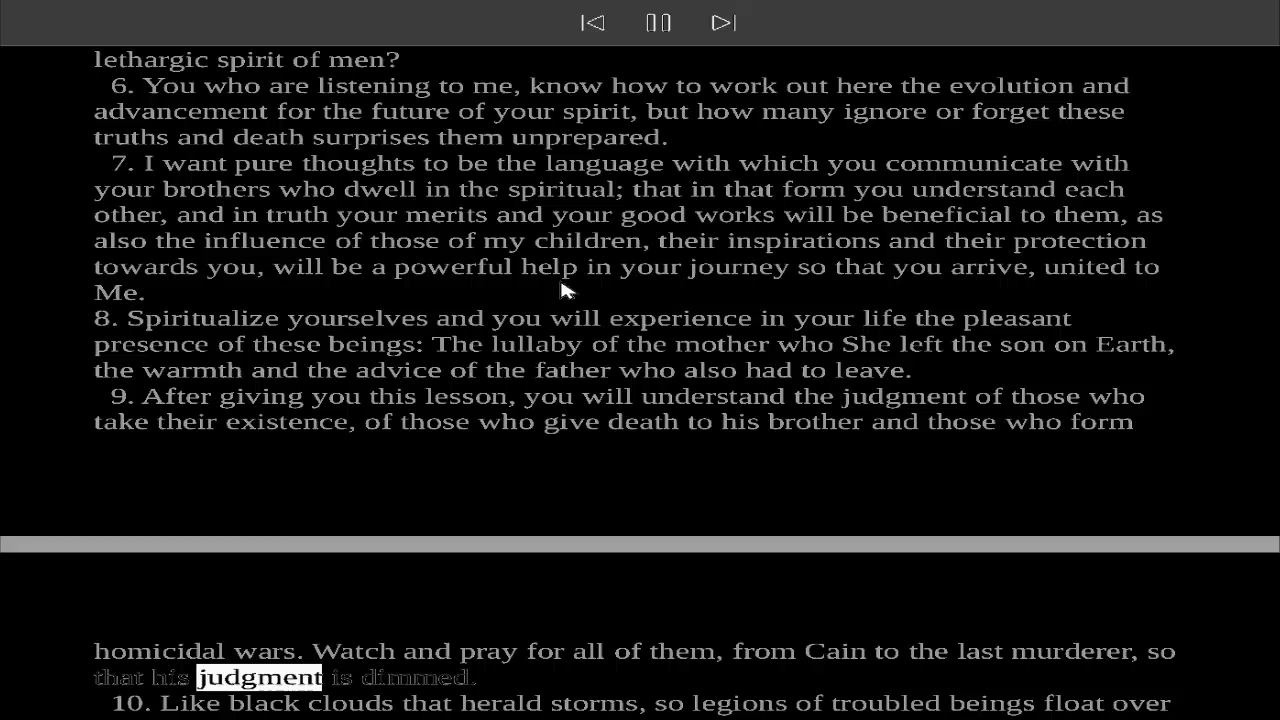 lethargic spirit of men?
6. You who are listening to me, know how to work out here the evolution and
advancement for the future of your spirit, but how many ignore or forget these
truths and death surprises them unprepared.
7. I want pure thoughts to be the language with which you communicate with
your brothers who dwell in the spiritual; that in that form you understand each
other, and in truth your merits and your good works will be beneficial to them, as
also the influence of those of my children, their inspirations and their protection
towards you, will be a powerful help in your journey so that you arrive, united to
Me.
8. Spiritualize yourselves and you will experience in your life the pleasant
presence of these beings: The lullaby of the mother who She left the son on Earth,
the warmth and the advice of the father who also had to leave.
9. After giving you this lesson, you will understand the judgment of those who
take their existence, of those who give death to his brother and those who form
homicidal wars. Watch and pray for all of them, from Cain to the last murderer, so
that his judgment is dimmed.
10. Like black clouds that herald storms, so legions of troubled beings float over